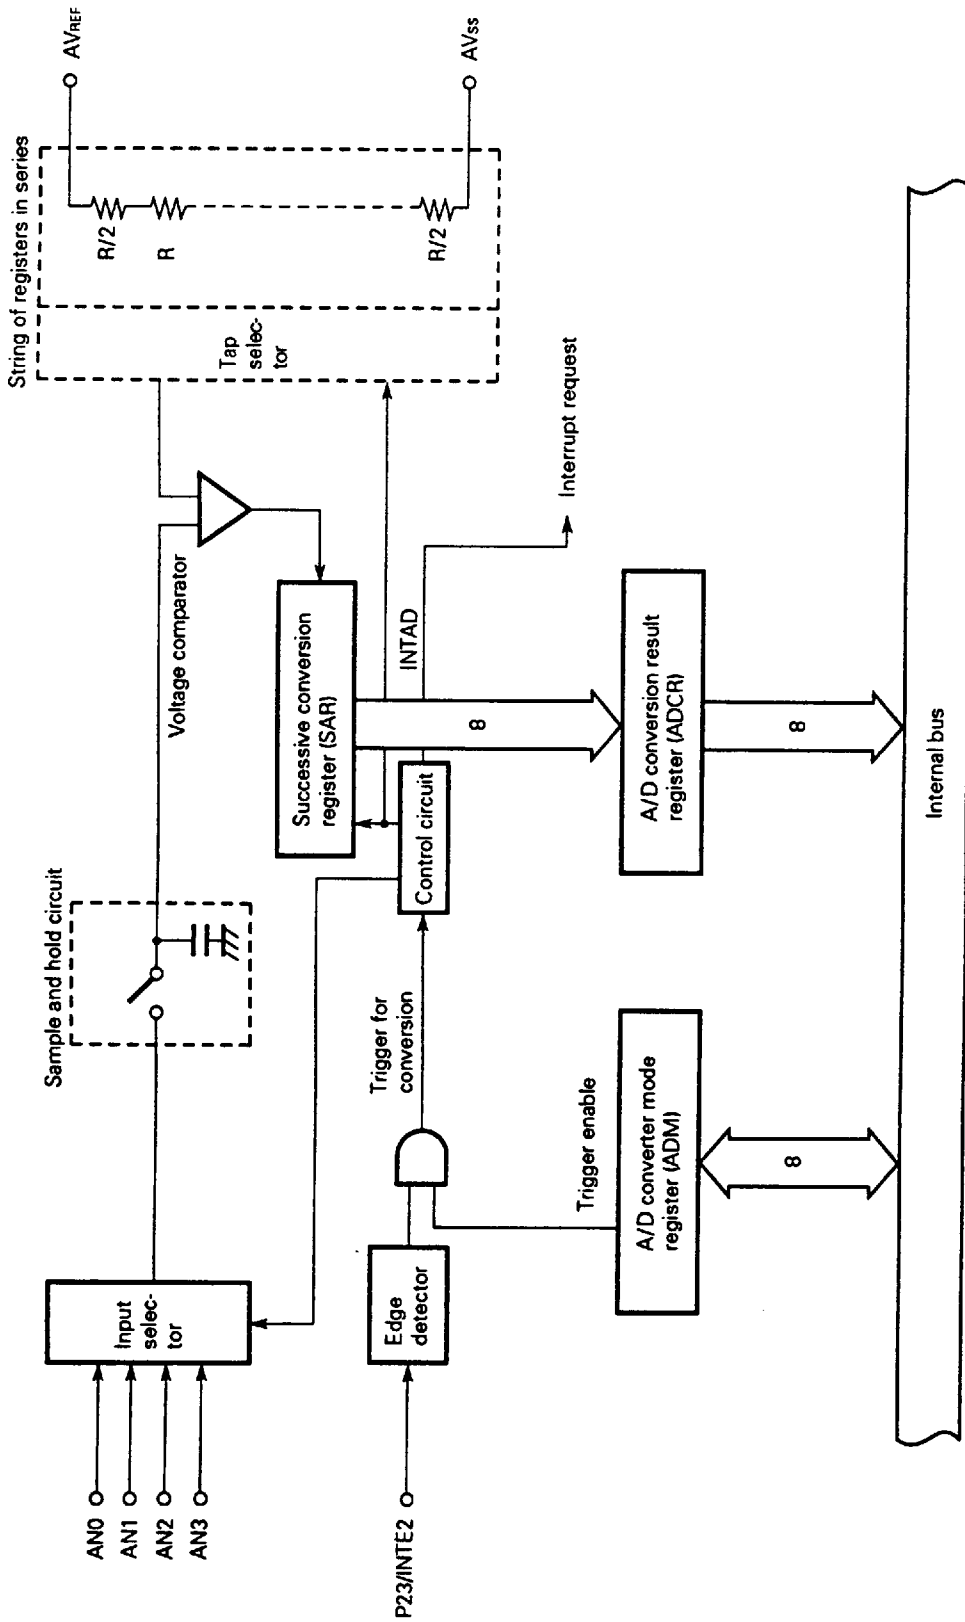 String of registers in series
AVREF
R/2
R
R/2
AVSS
Tap
selec-
tor
Sample and hold circuit
Voltage comparator
Input
selec-
tor
AN0
AN1
AN2
AN3
Successive conversion
register (SAR)
INTAD
Interrupt request
Control circuit
Trigger for
conversion
Edge
detector
P23/INTE2
Trigger enable
8
A/D conversion result
register (ADCR)
8
A/D converter mode
register (ADM)
8
Internal bus